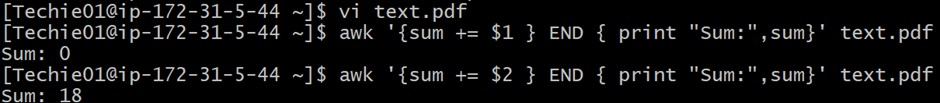 [Techie01@ip-172-31-5-44 ~]$ vi text.pdf
[Techie01@ip-172-31-5-44 ~]$ awk '{sum += $1 } END { print "Sum:",sum}' text.pdf
Sum: 0
[Techie01@ip-172-31-5-44 ~]$ awk '{sum += $2 } END { print "Sum:",sum}' text.pdf
Sum: 18